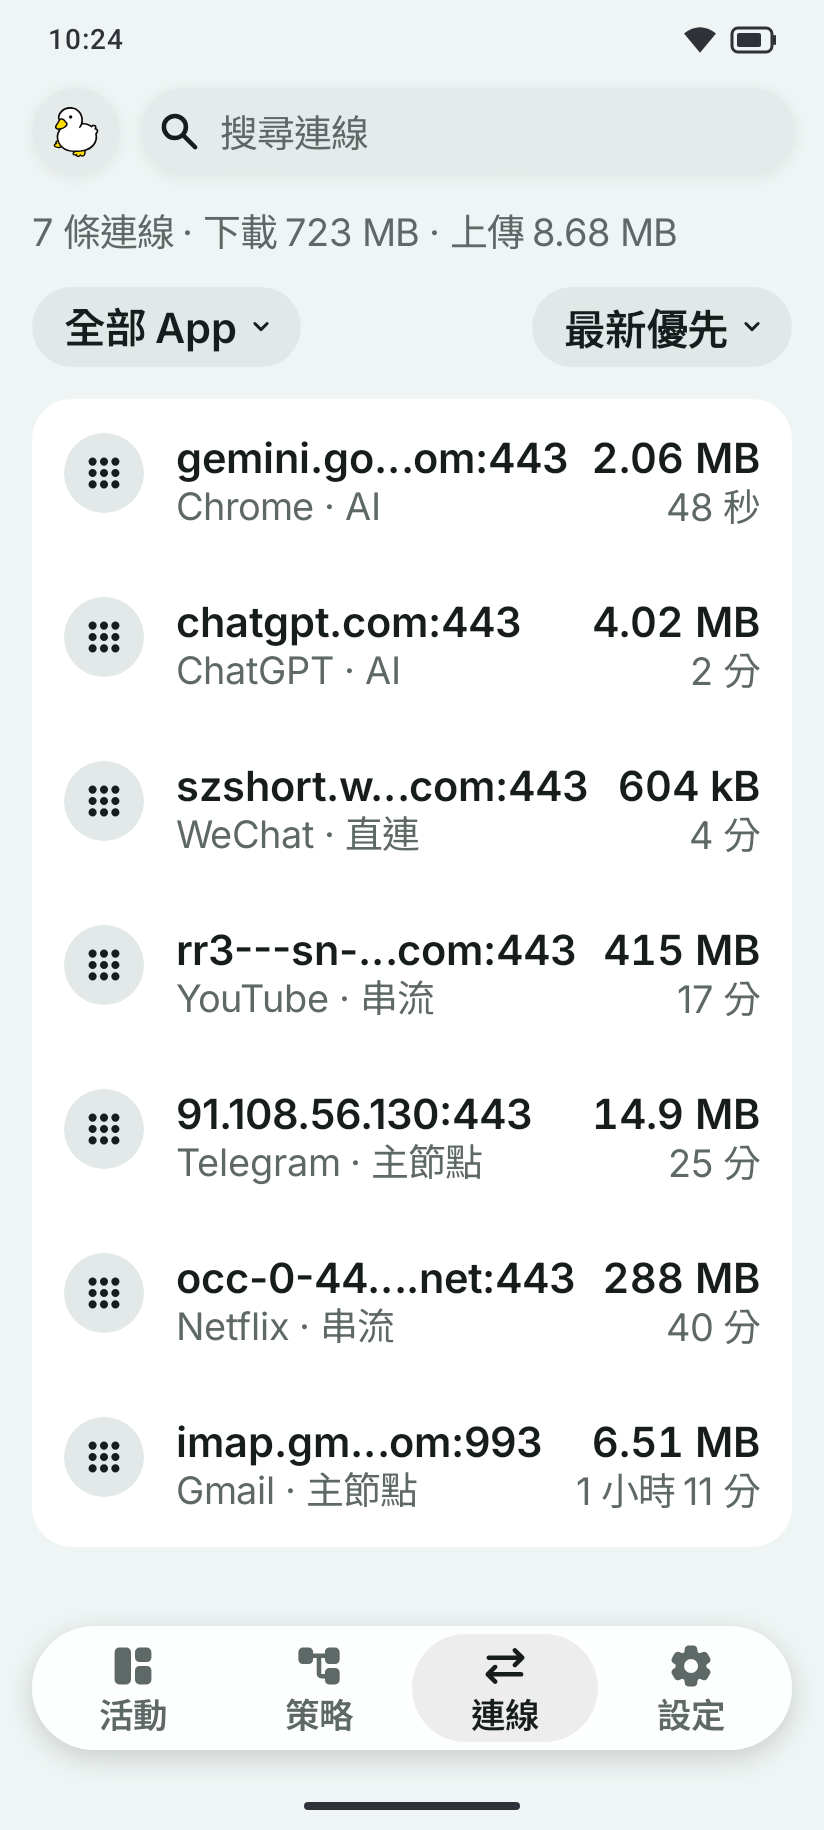 10:24
搜尋連線
7 條連線 · 下載 723 MB · 上傳 8.68 MB
全部 App
最新優先
gemini.go...om:443 2.06 MB
Chrome · AI 48 秒
chatgpt.com:443 4.02 MB
ChatGPT · AI 2 分
szshort.w...com:443 604 kB
WeChat · 直連 4 分
rr3---sn-...com:443 415 MB
YouTube · 串流 17 分
91.108.56.130:443 14.9 MB
Telegram · 主節點 25 分
occ-0-44....net:443 288 MB
Netflix · 串流 40 分
imap.gm...om:993 6.51 MB
Gmail · 主節點 1 小時 11 分
活動 策略 連線 設定